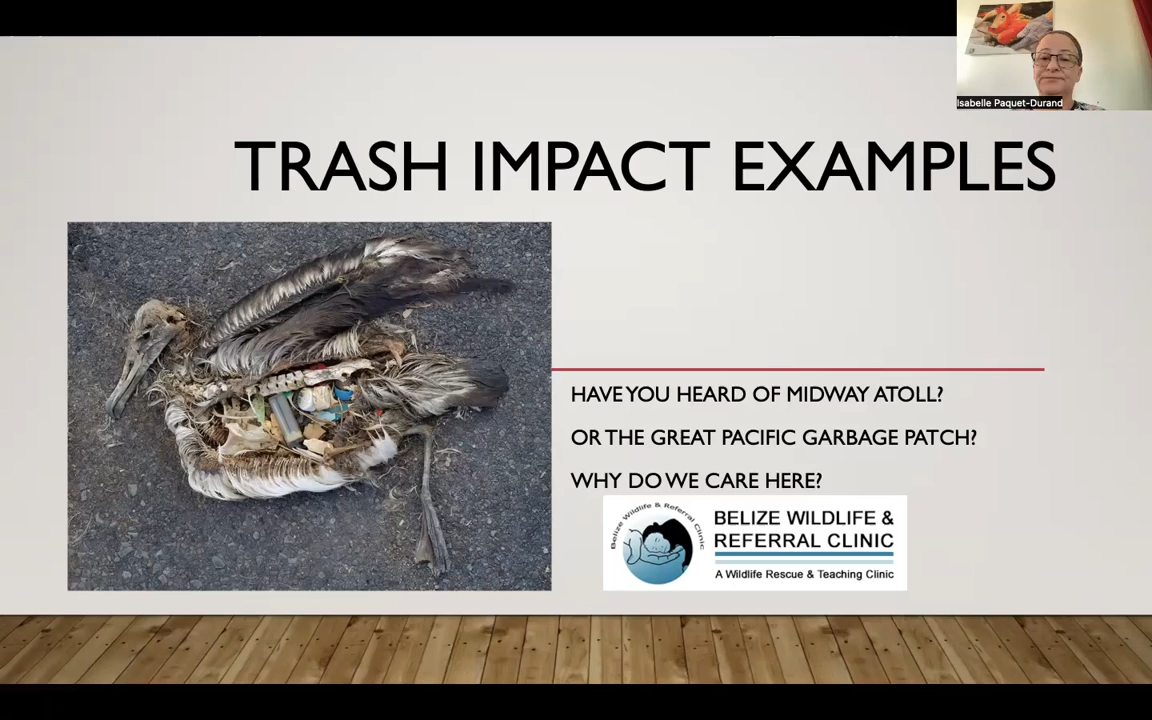 Isabelle Paquet-Durand
TRASH IMPACT EXAMPLES
HAVE YOU HEARD OF MIDWAY ATOLL?
OR THE GREAT PACIFIC GARBAGE PATCH?
WHY DO WE CARE HERE?
Belize Wildlife & Referral Clinic
BELIZE WILDLIFE &
REFERRAL CLINIC
A Wildlife Rescue & Teaching Clinic